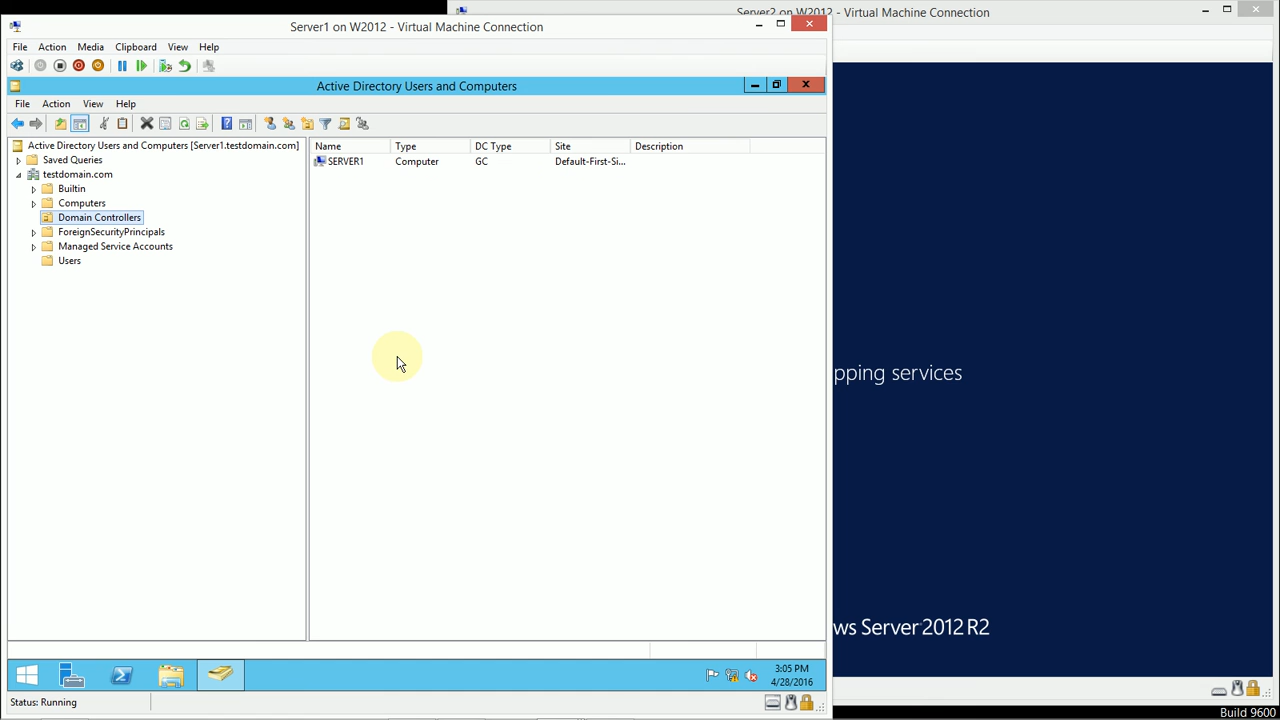 Server2 on W2012 - Virtual Machine Connection
Server1 on W2012 - Virtual Machine Connection
File Action Media Clipboard View Help
Active Directory Users and Computers
File Action View Help
Active Directory Users and Computers [Server1.testdomain.com]
Saved Queries
testdomain.com
Builtin
Computers
Domain Controllers
ForeignSecurityPrincipals
Managed Service Accounts
Users
Name Type DC Type Site Description
SERVER1 Computer GC Default-First-Si...
pping services
ws Server 2012 R2
3:05 PM
4/28/2016
Status: Running
Build 9600